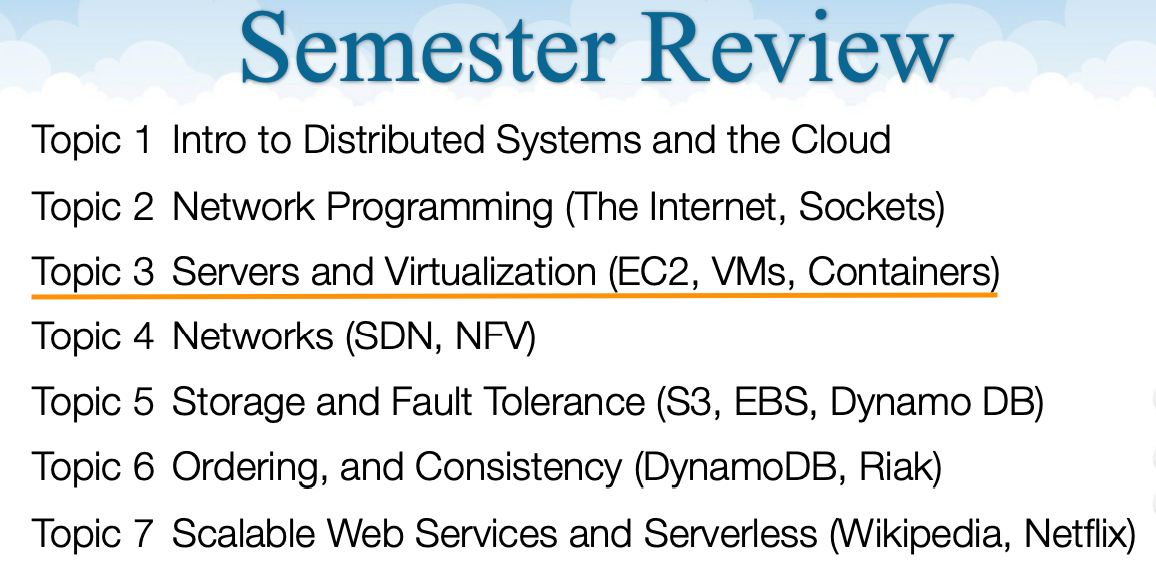 Semester Review
Topic 1 Intro to Distributed Systems and the Cloud
Topic 2 Network Programming (The Internet, Sockets)
Topic 3 Servers and Virtualization (EC2, VMs, Containers)
Topic 4 Networks (SDN, NFV)
Topic 5 Storage and Fault Tolerance (S3, EBS, Dynamo DB)
Topic 6 Ordering, and Consistency (DynamoDB, Riak)
Topic 7 Scalable Web Services and Serverless (Wikipedia, Netflix)